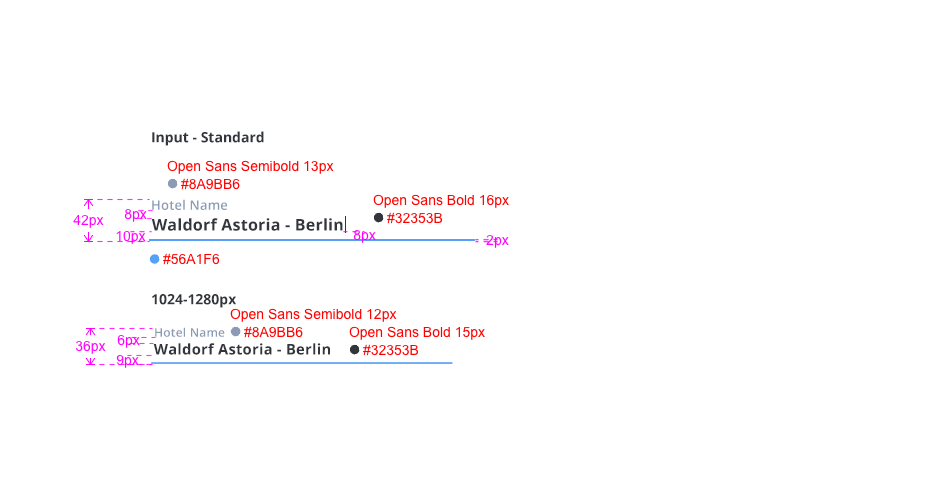 Input - Standard
Open Sans Semibold 13px
#8A9BB6
Hotel Name
Open Sans Bold 16px
#32353B
8px
42px
Waldorf Astoria - Berlin
10px
8px
2px
#56A1F6
1024-1280px
Open Sans Semibold 12px
Hotel Name
#8A9BB6
Open Sans Bold 15px
6px
36px
Waldorf Astoria - Berlin
#32353B
9px